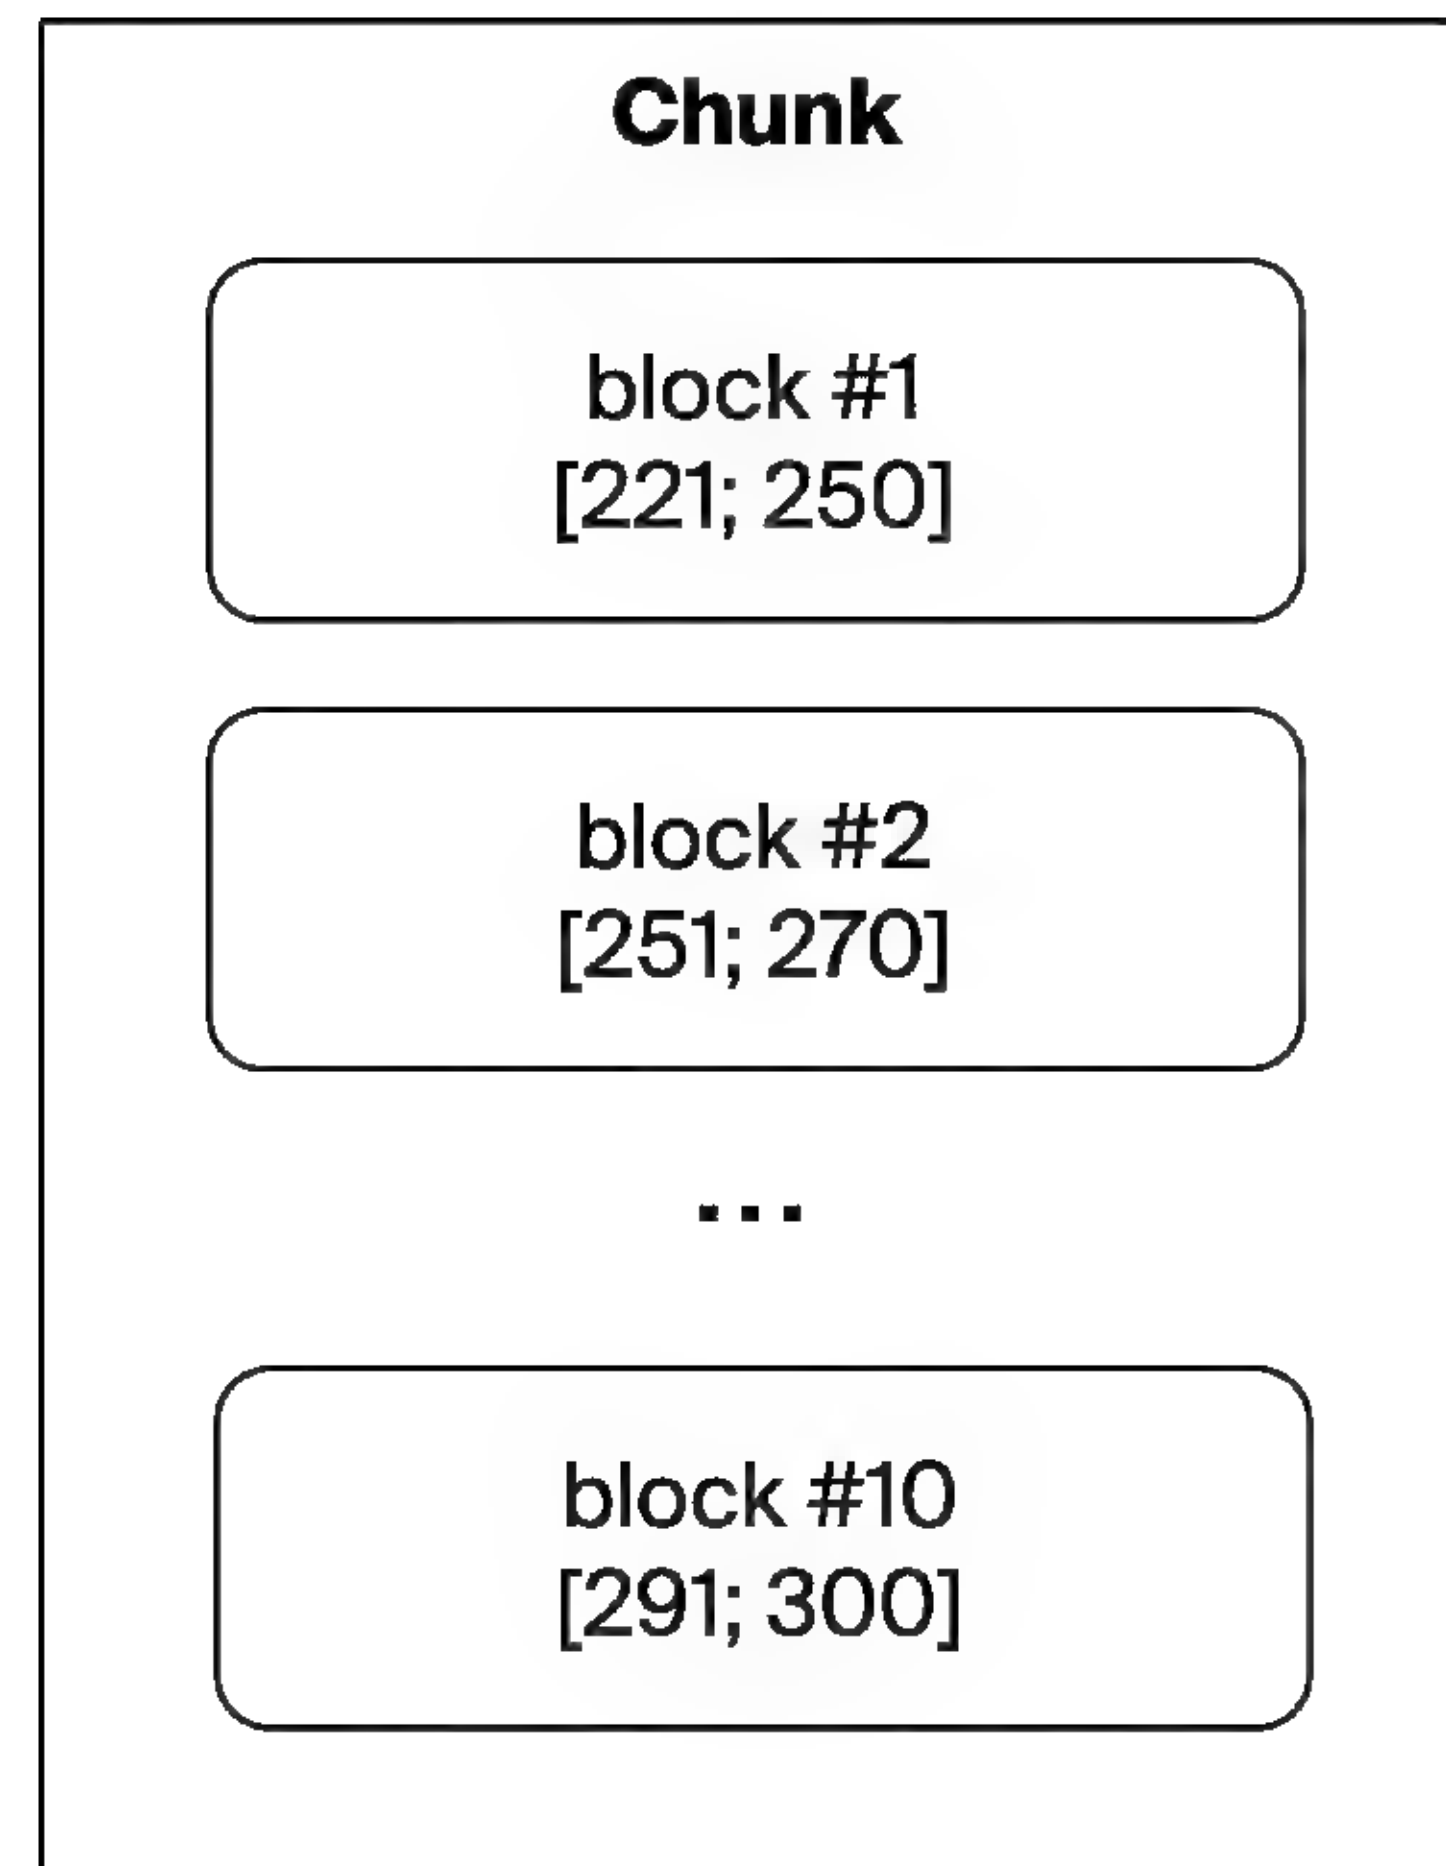 Chunk
block #1
[221; 250]
block #2
[251; 270]
...
block #10
[291; 300]